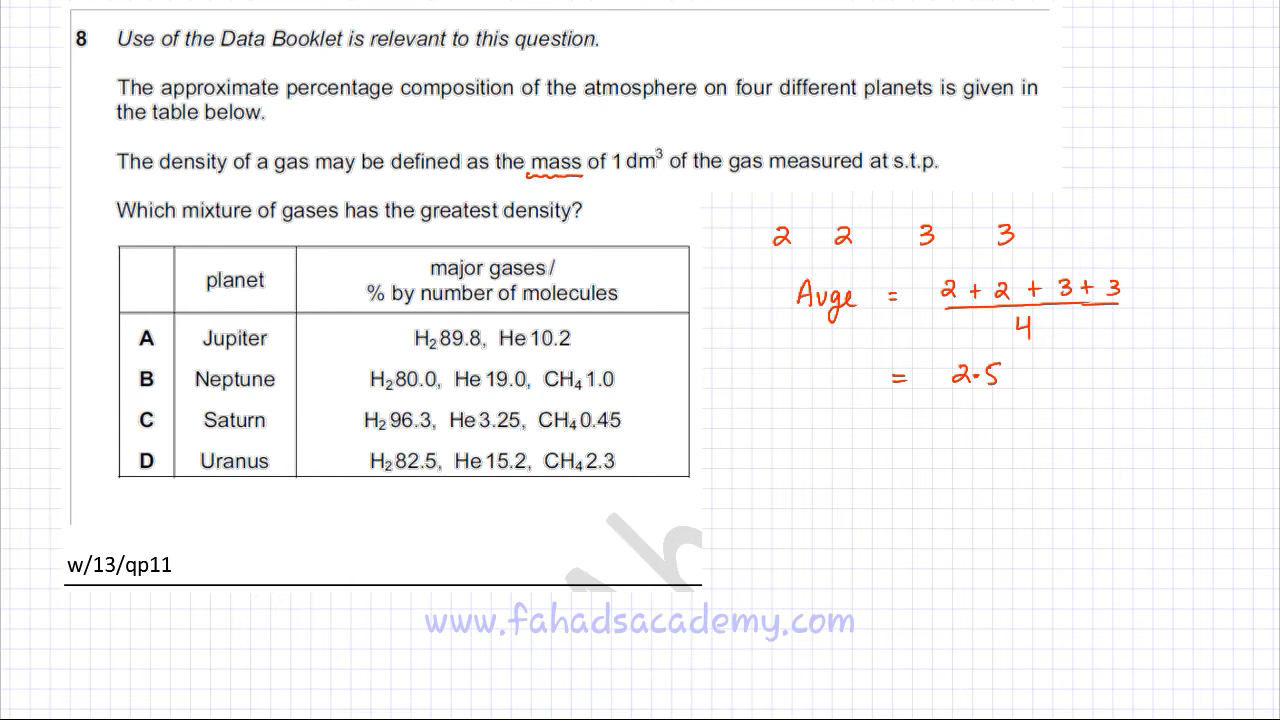 8 Use of the Data Booklet is relevant to this question.
The approximate percentage composition of the atmosphere on four different planets is given in
the table below.
The density of a gas may be defined as the mass of 1 dm³ of the gas measured at s.t.p.
Which mixture of gases has the greatest density?
planet major gases / % by number of molecules
A Jupiter H₂ 89.8, He 10.2
B Neptune H₂ 80.0, He 19.0, CH₄ 1.0
C Saturn H₂ 96.3, He 3.25, CH₄ 0.45
D Uranus H₂ 82.5, He 15.2, CH₄ 2.3
2 2 3 3
Avge = 2 + 2 + 3 + 3
4
= 2.5
w/13/qp11
www.fahadsacademy.com